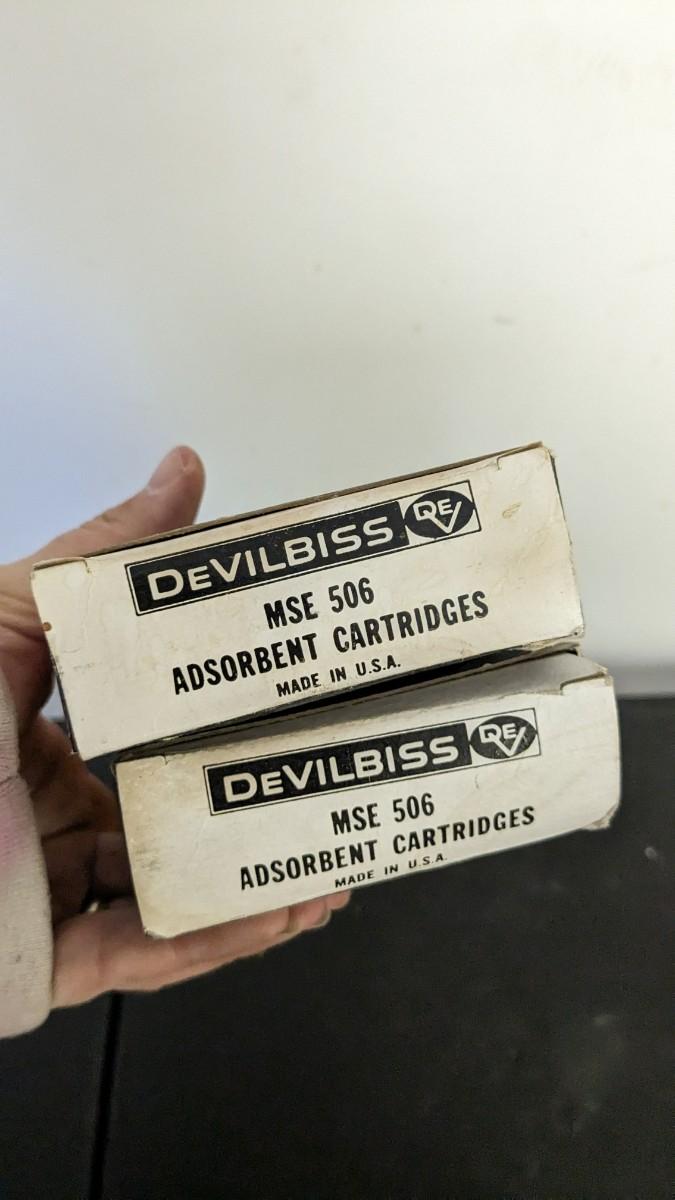 DEVILBISS DEV
MSE 506
ADSORBENT CARTRIDGES
MADE IN U.S.A.
DEVILBISS DEV
MSE 506
ADSORBENT CARTRIDGES
MADE IN U.S.A.